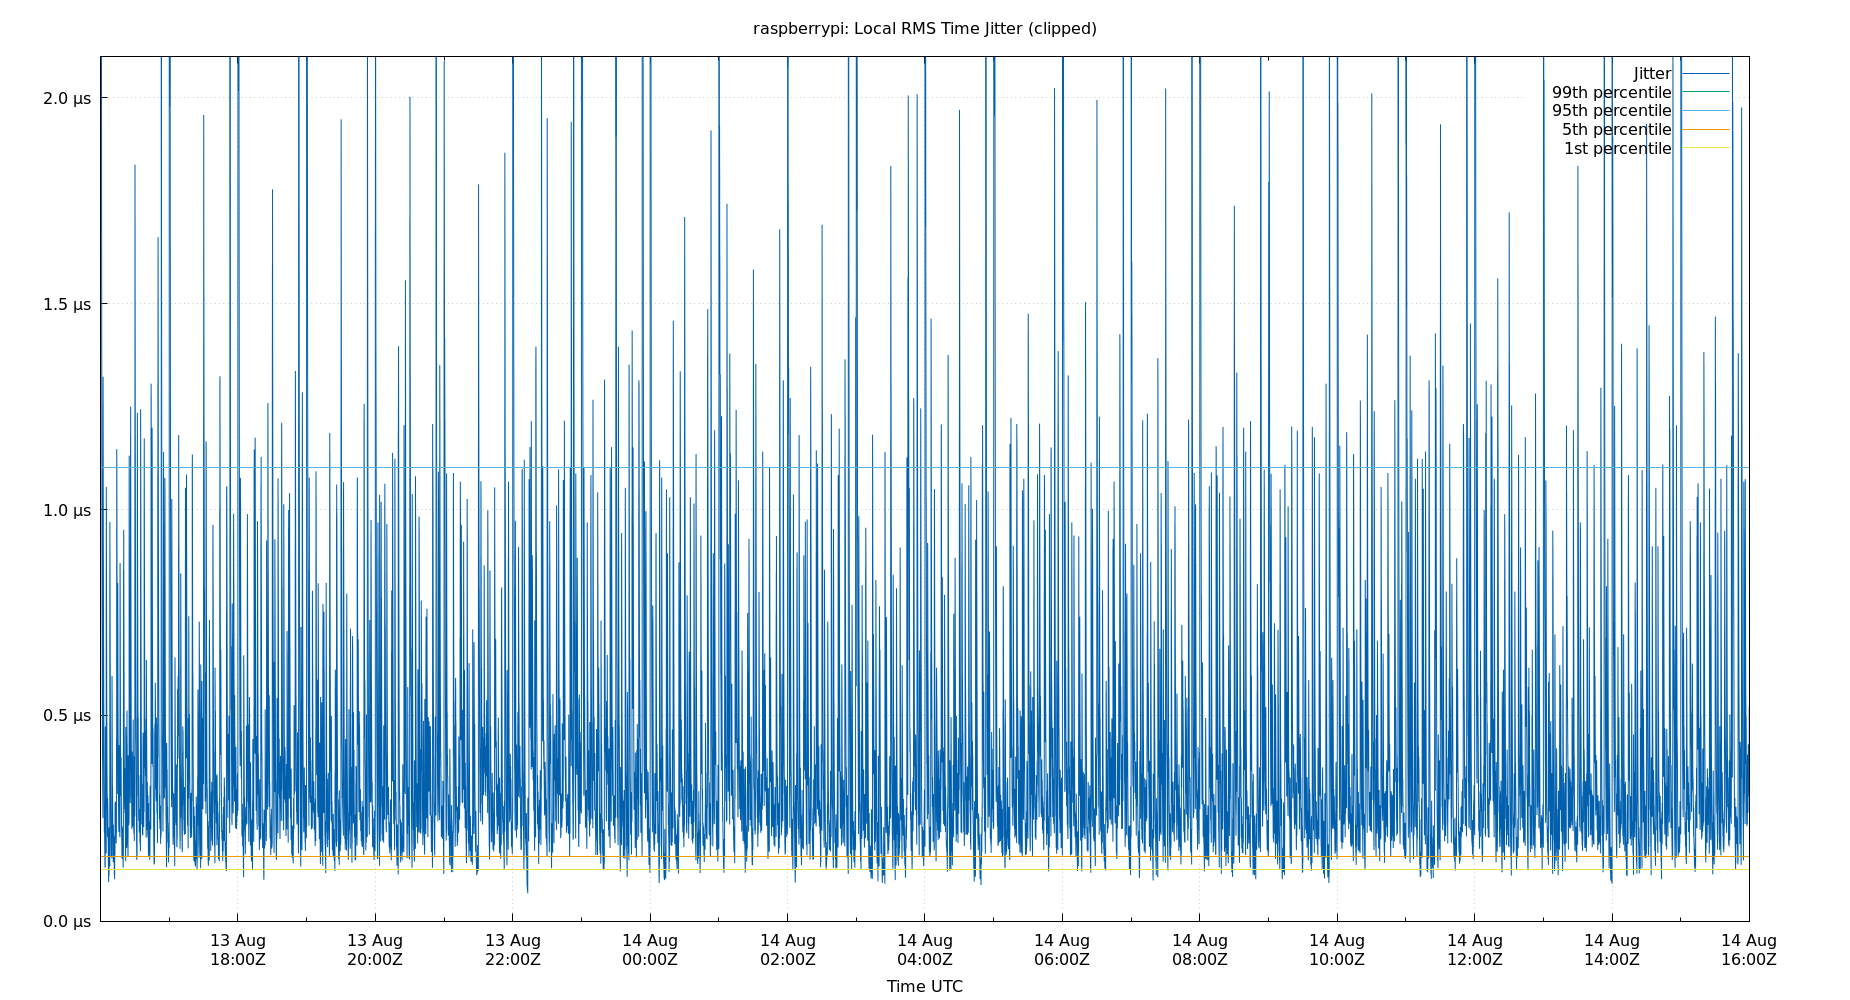 raspberrypi: Local RMS Time Jitter (clipped)
Jitter
99th percentile
95th percentile
5th percentile
1st percentile
2.0 μs
1.5 μs
1.0 μs
0.5 μs
0.0 μs
13 Aug 13 Aug 13 Aug 14 Aug 14 Aug 14 Aug 14 Aug 14 Aug 14 Aug 14 Aug 14 Aug 14 Aug
18:00Z 20:00Z 22:00Z 00:00Z 02:00Z 04:00Z 06:00Z 08:00Z 10:00Z 12:00Z 14:00Z 16:00Z
Time UTC